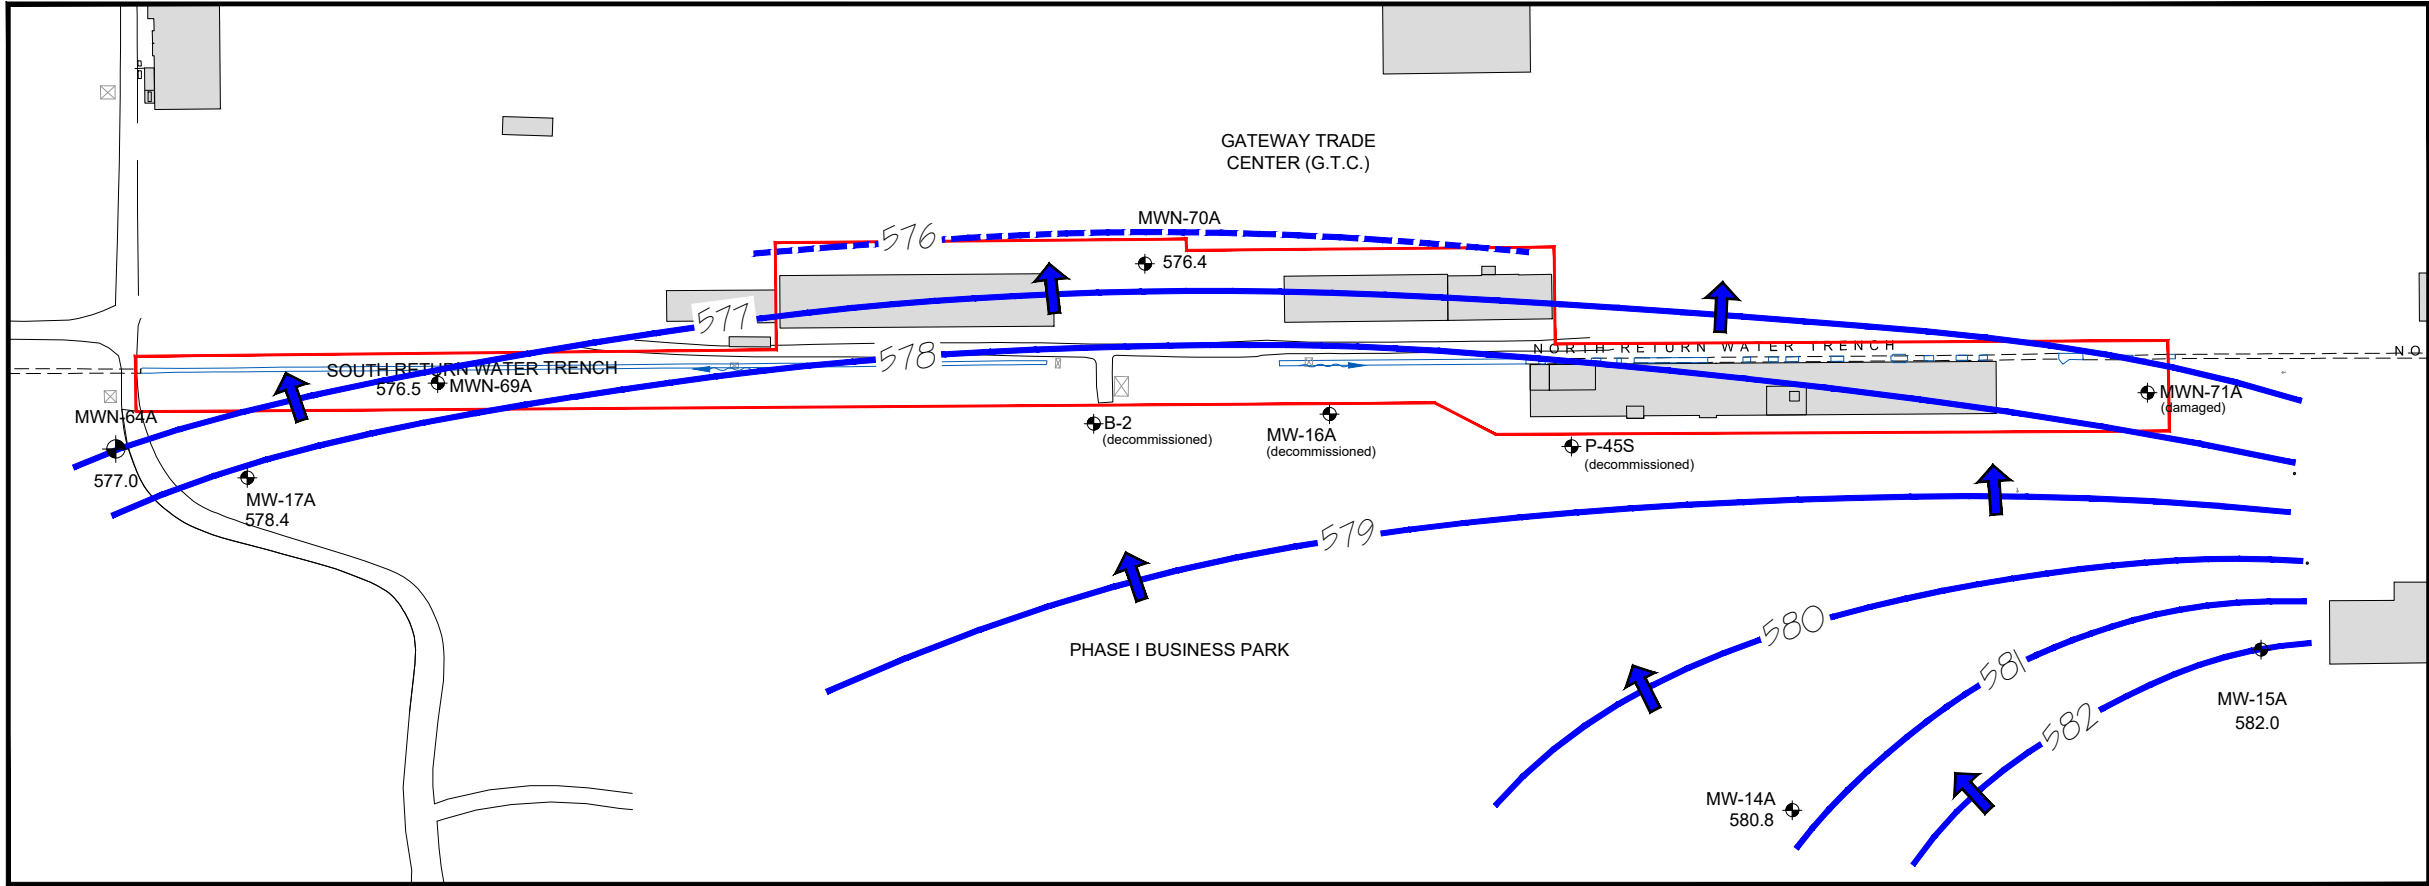 GATEWAY TRADE
CENTER (G.T.C.)
MWN-70A
576
576.4
577
578
NORTH RETURN WATER TRENCH
NO
SOUTH RETURN WATER TRENCH
576.5
MWN-69A
MWN-71A
(damaged)
MWN-64A
577.0
B-2
(decommissioned)
MW-16A
(decommissioned)
P-45S
(decommissioned)
MW-17A
578.4
579
580
PHASE I BUSINESS PARK
581
582
MW-15A
582.0
MW-14A
580.8